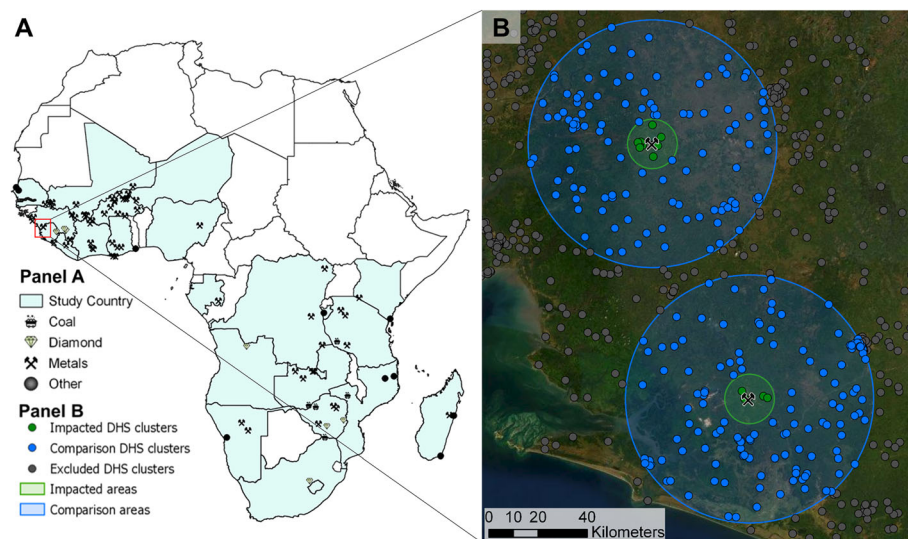 A
B
Panel A
Study Country
Coal
Diamond
Metals
Other
Panel B
Impacted DHS clusters
Comparison DHS clusters
Excluded DHS clusters
Impacted areas
Comparison areas
0 10 20 40
Kilometers